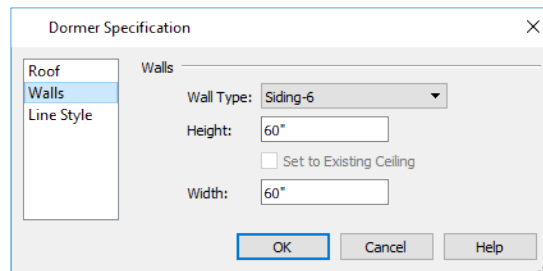 Dormer Specification
Roof
Walls
Line Style
Walls
Wall Type: Siding-6
Height: 60"
Set to Existing Ceiling
Width: 60"
OK Cancel Help